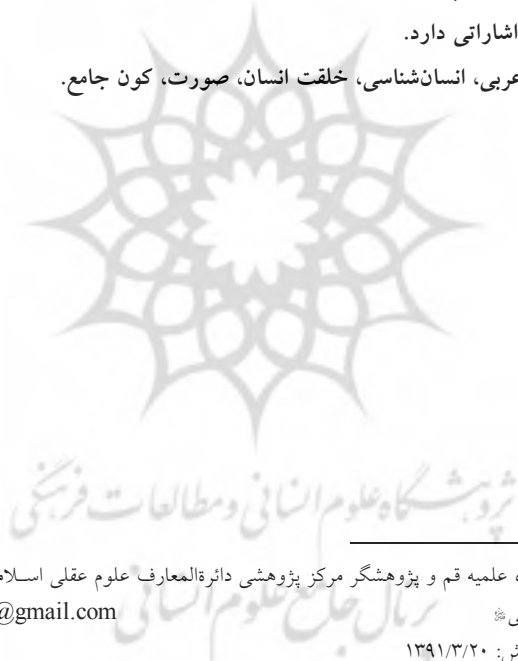 اشاراتی دارد.
عربی، انسان‌شناسی، خلقت انسان، صورت، کون جامع.
پژوهشگاه علوم انسانی و مطالعات فرهنگی
علمیه قم و پژوهشگر مرکز پژوهشی دائرةالمعارف علوم عقلی اسلام
@gmail.com
پرتال جامع علوم انسانی
ش: ۱۳۹۱/۳/۲۰